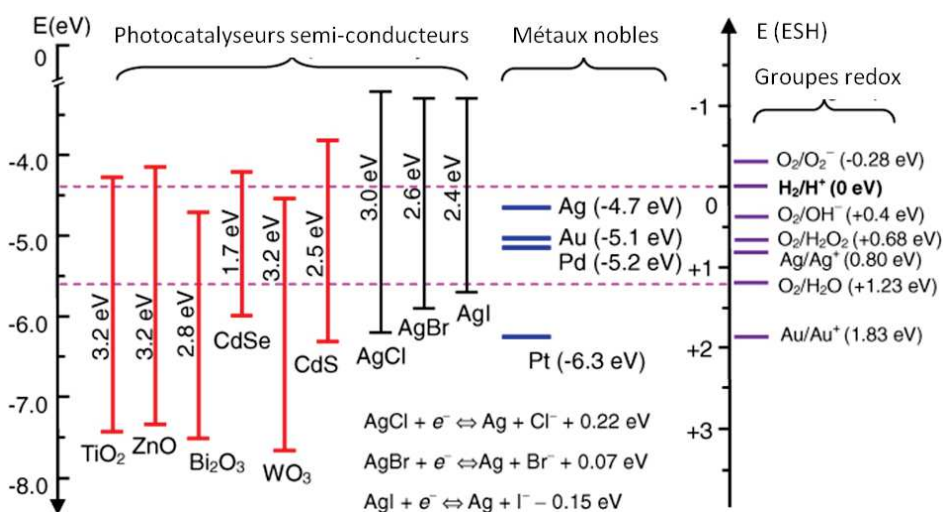 E(eV)
Photocatalyseurs semi-conducteurs
Métaux nobles
E (ESH)
Groupes redox
0
-4.0
-5.0
-6.0
-7.0
-8.0
3.2 eV
TiO₂
3.2 eV
ZnO
2.8 eV
Bi₂O₃
1.7 eV
CdSe
3.2 eV
WO₃
2.5 eV
CdS
3.0 eV
AgCl
2.6 eV
AgBr
2.4 eV
AgI
Ag (-4.7 eV)
Au (-5.1 eV)
Pd (-5.2 eV)
Pt (-6.3 eV)
AgCl + e⁻ ⇔ Ag + Cl⁻ + 0.22 eV
AgBr + e⁻ ⇔Ag + Br⁻ + 0.07 eV
AgI + e⁻ ⇔ Ag + I⁻ – 0.15 eV
-1
0
+1
+2
+3
O₂/O₂⁻ (-0.28 eV)
H₂/H⁺ (0 eV)
O₂/OH⁻ (+0.4 eV)
O₂/H₂O₂ (+0.68 eV)
Ag/Ag⁺ (0.80 eV)
O₂/H₂O (+1.23 eV)
Au/Au⁺ (1.83 eV)